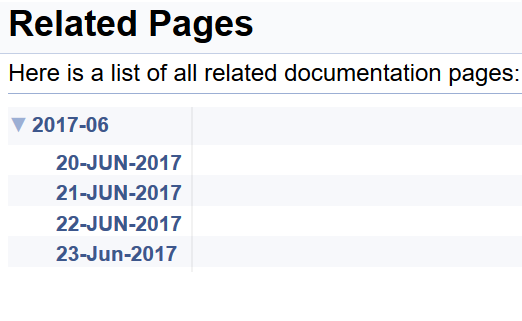 Related Pages
Here is a list of all related documentation pages:
2017-06
20-JUN-2017
21-JUN-2017
22-JUN-2017
23-Jun-2017